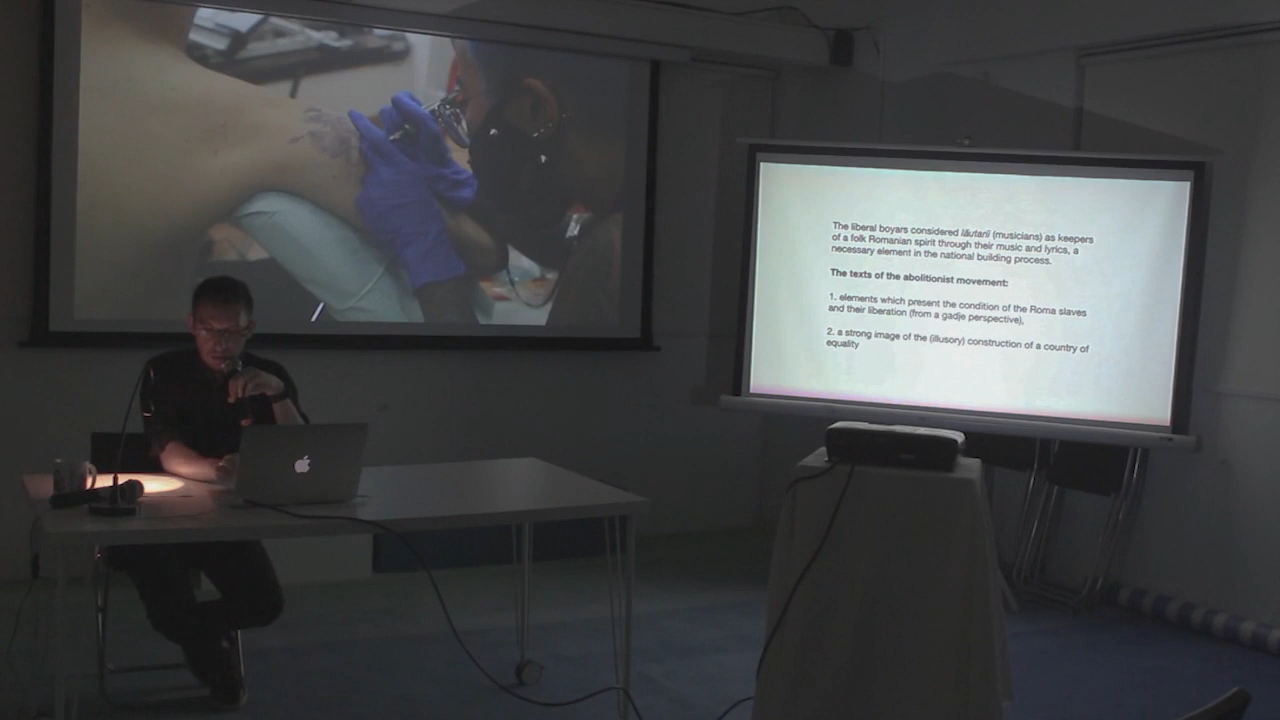 The liberal boyars considered lăutarii (musicians) as keepers
of a folk Romanian spirit through their music and lyrics, a
necessary element in the national building process.
The texts of the abolitionist movement:
1. elements which present the condition of the Roma slaves
and their liberation (from a gadje perspective),
2. a strong image of the (illusory) construction of a country of
equality